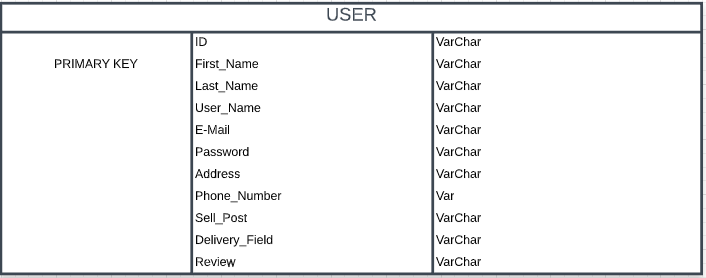 USER
ID VarChar
PRIMARY KEY First_Name VarChar
Last_Name VarChar
User_Name VarChar
E-Mail VarChar
Password VarChar
Address VarChar
Phone_Number Var
Sell_Post VarChar
Delivery_Field VarChar
Review VarChar